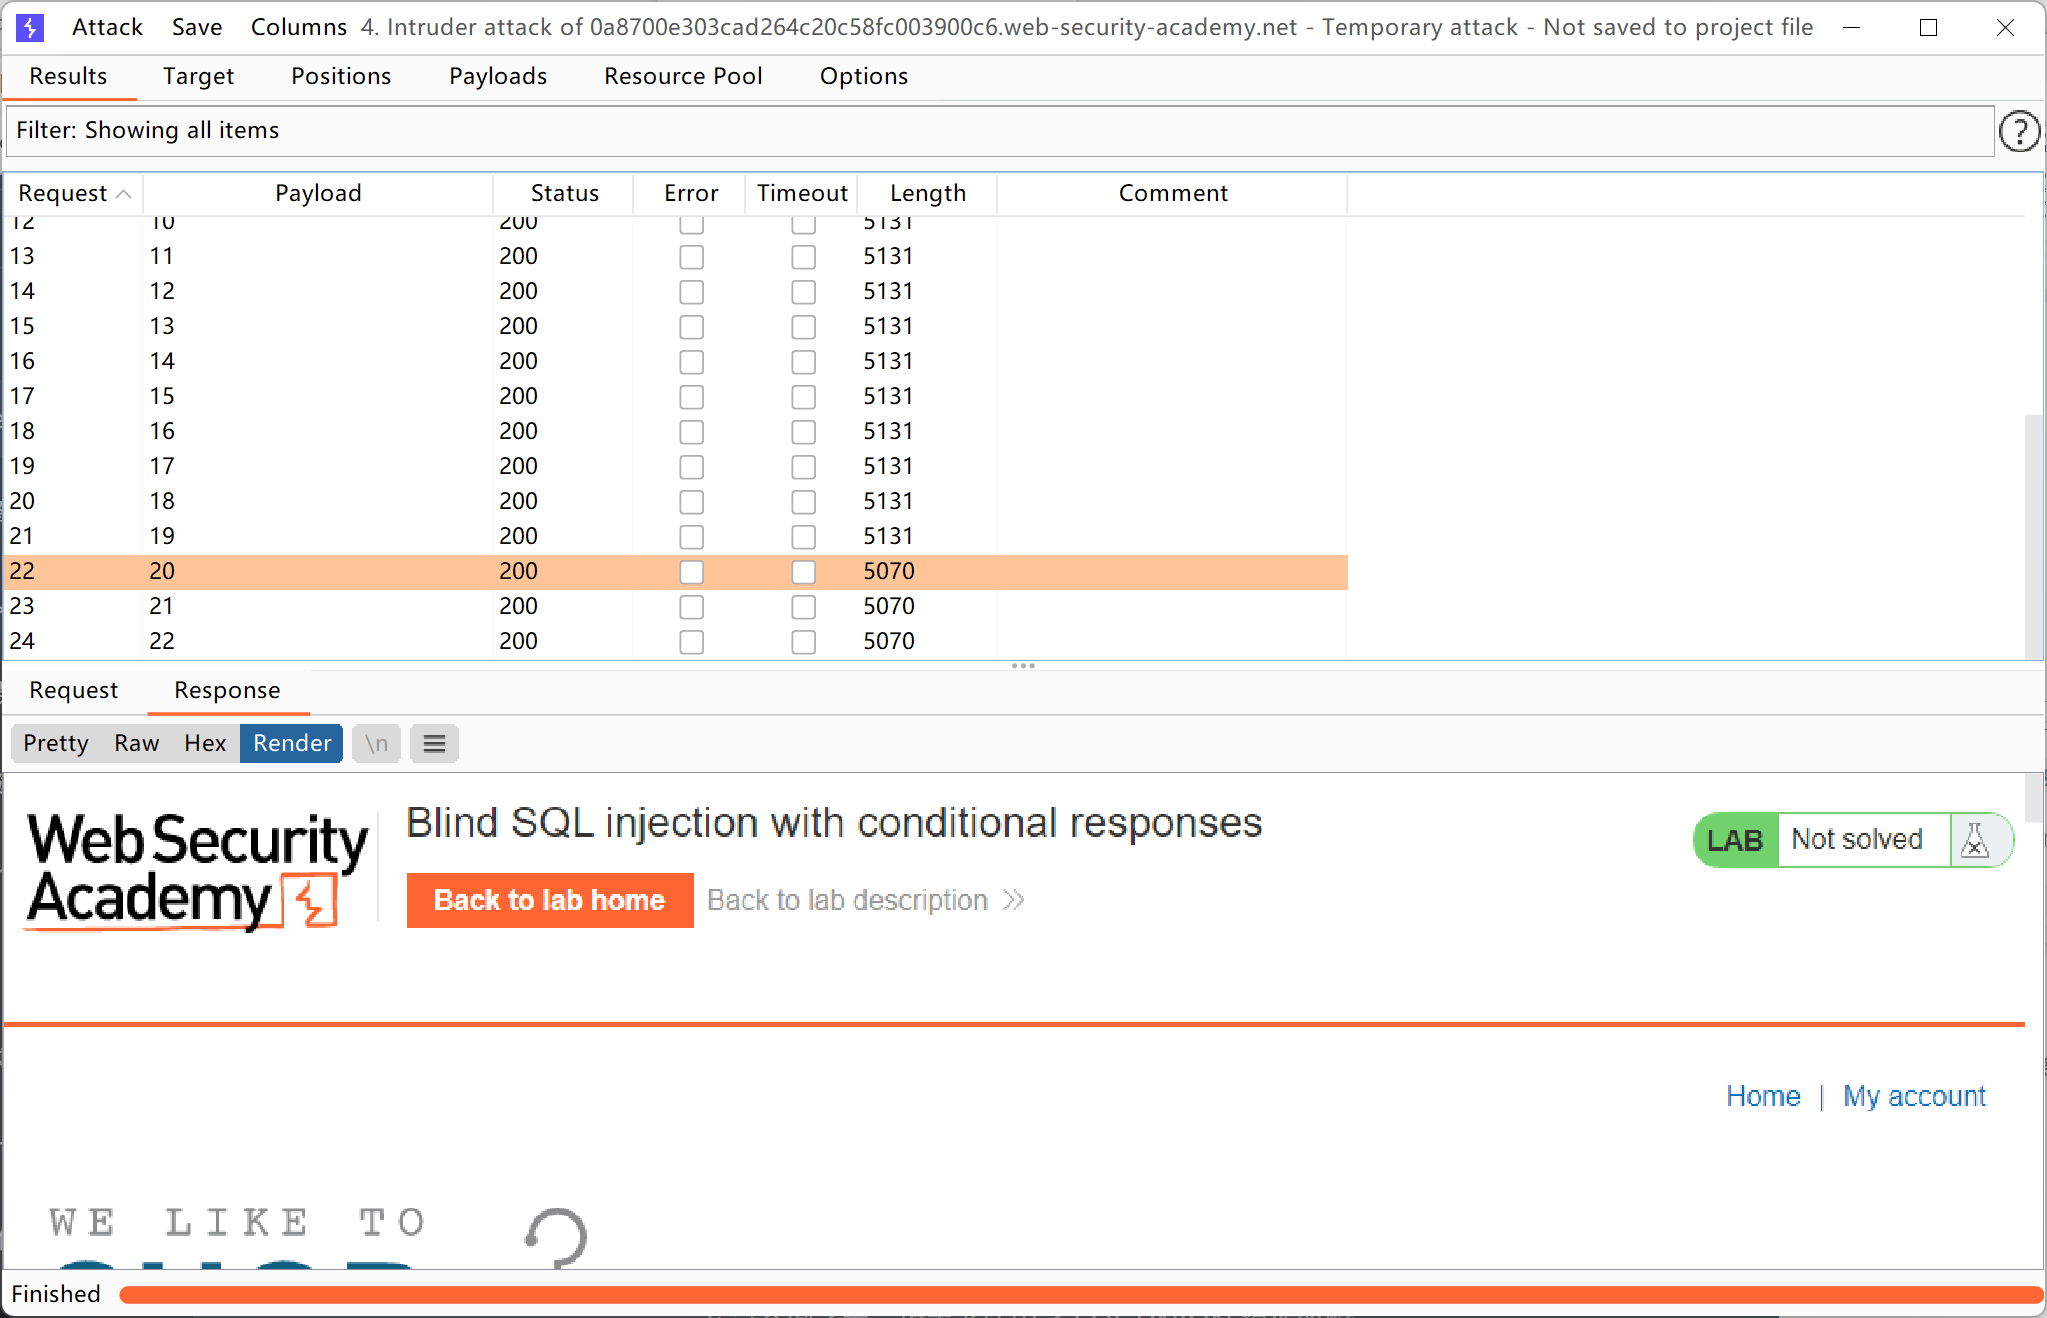 Attack Save Columns 4. Intruder attack of 0a8700e303cad264c20c58fc003900c6.web-security-academy.net - Temporary attack - Not saved to project file
Results Target Positions Payloads Resource Pool Options
Filter: Showing all items ?
Request Payload Status Error Timeout Length Comment
12 10 200 5131
13 11 200 5131
14 12 200 5131
15 13 200 5131
16 14 200 5131
17 15 200 5131
18 16 200 5131
19 17 200 5131
20 18 200 5131
21 19 200 5131
22 20 200 5070
23 21 200 5070
24 22 200 5070
Request Response
Pretty Raw Hex Render \n
Web Security Academy
Blind SQL injection with conditional responses
LAB Not solved
Back to lab home Back to lab description
Home | My account
WE LIKE TO
Finished